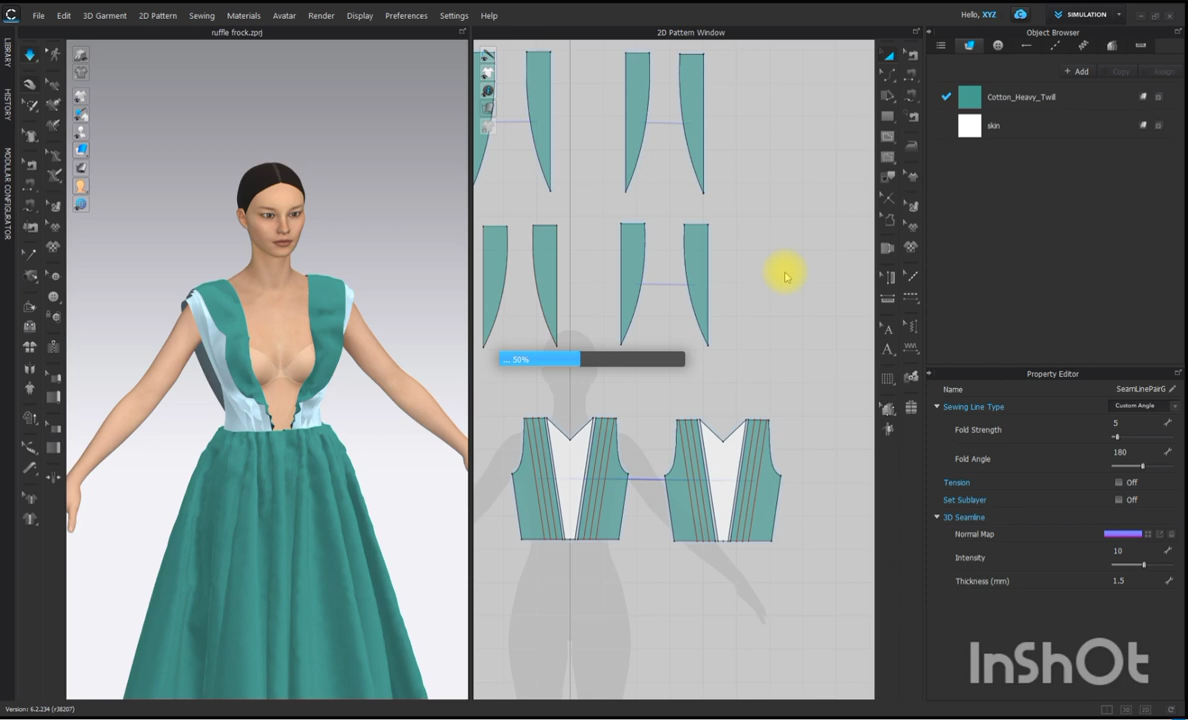 File Edit 3D Garment 2D Pattern Sewing Materials Avatar Render Display Preferences Settings Help
Hello, XYZ
SIMULATION
ruffle frock.zprj
2D Pattern Window
Object Browser
LIBRARY
HISTORY
MODULAR CONFIGURATOR
+ Add Copy Assign
Cotton_Heavy_Twill
skin
... 50%
Property Editor
Name SeamLinePairG
Sewing Line Type Custom Angle
Fold Strength 5
Fold Angle 180
Tension Off
Set Sublayer Off
3D Seamline
Normal Map
Intensity 10
Thickness (mm) 1.5
InShOt
Version: 6.2.234 (r38207)